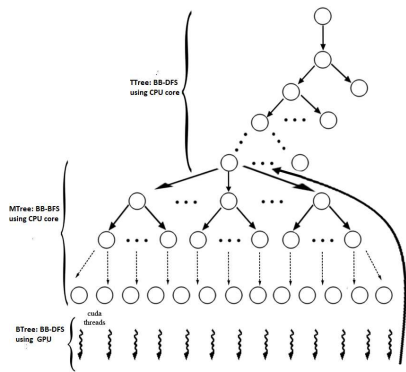 TTree: BB-DFS
using CPU core
MTree: BB-BFS
using CPU core
cuda
threads
BTree: BB-DFS
using GPU